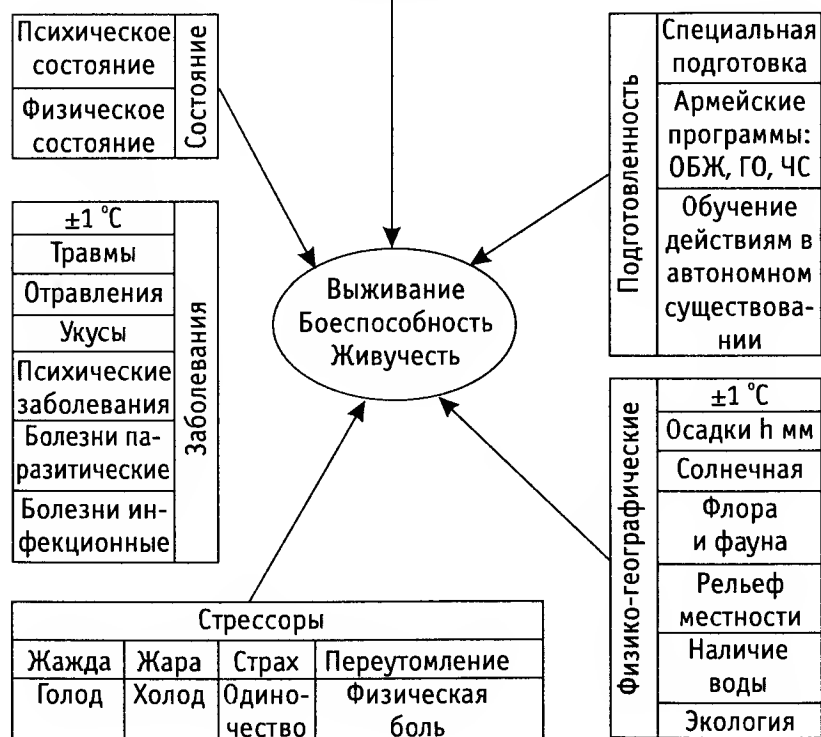 Психическое
состояние
Физическое
состояние
Состояние
±1 °C
Травмы
Отравления
Укусы
Психические
заболевания
Болезни па-
разитические
Болезни ин-
фекционные
Заболевания
Выживание
Боеспособность
Живучесть
Подготовленность
Специальная
подготовка
Армейские
программы:
ОБЖ, ГО, ЧС
Обучение
действиям в
автономном
существова-
нии
Физико-географические
±1 °C
Осадки h мм
Солнечная
Флора
и фауна
Рельеф
местности
Наличие
воды
Экология
Стрессоры
Жажда Жара Страх Переутомление
Голод Холод Одино- Физическая
чество боль